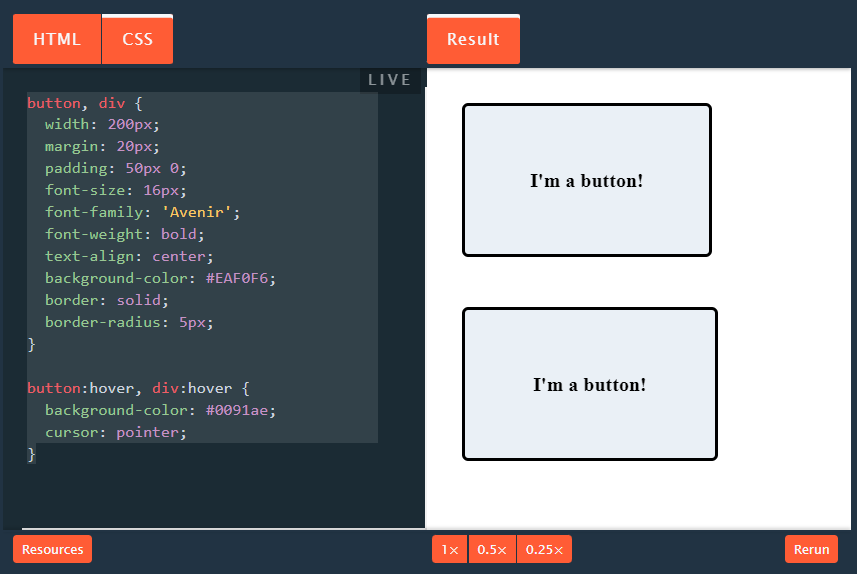 HTML
CSS
Result
LIVE
button, div {
  width: 200px;
  margin: 20px;
  padding: 50px 0;
  font-size: 16px;
  font-family: 'Avenir';
  font-weight: bold;
  text-align: center;
  background-color: #EAF0F6;
  border: solid;
  border-radius: 5px;
}
button:hover, div:hover {
  background-color: #0091ae;
  cursor: pointer;
}
I'm a button!
I'm a button!
Resources
1×
0.5×
0.25×
Rerun